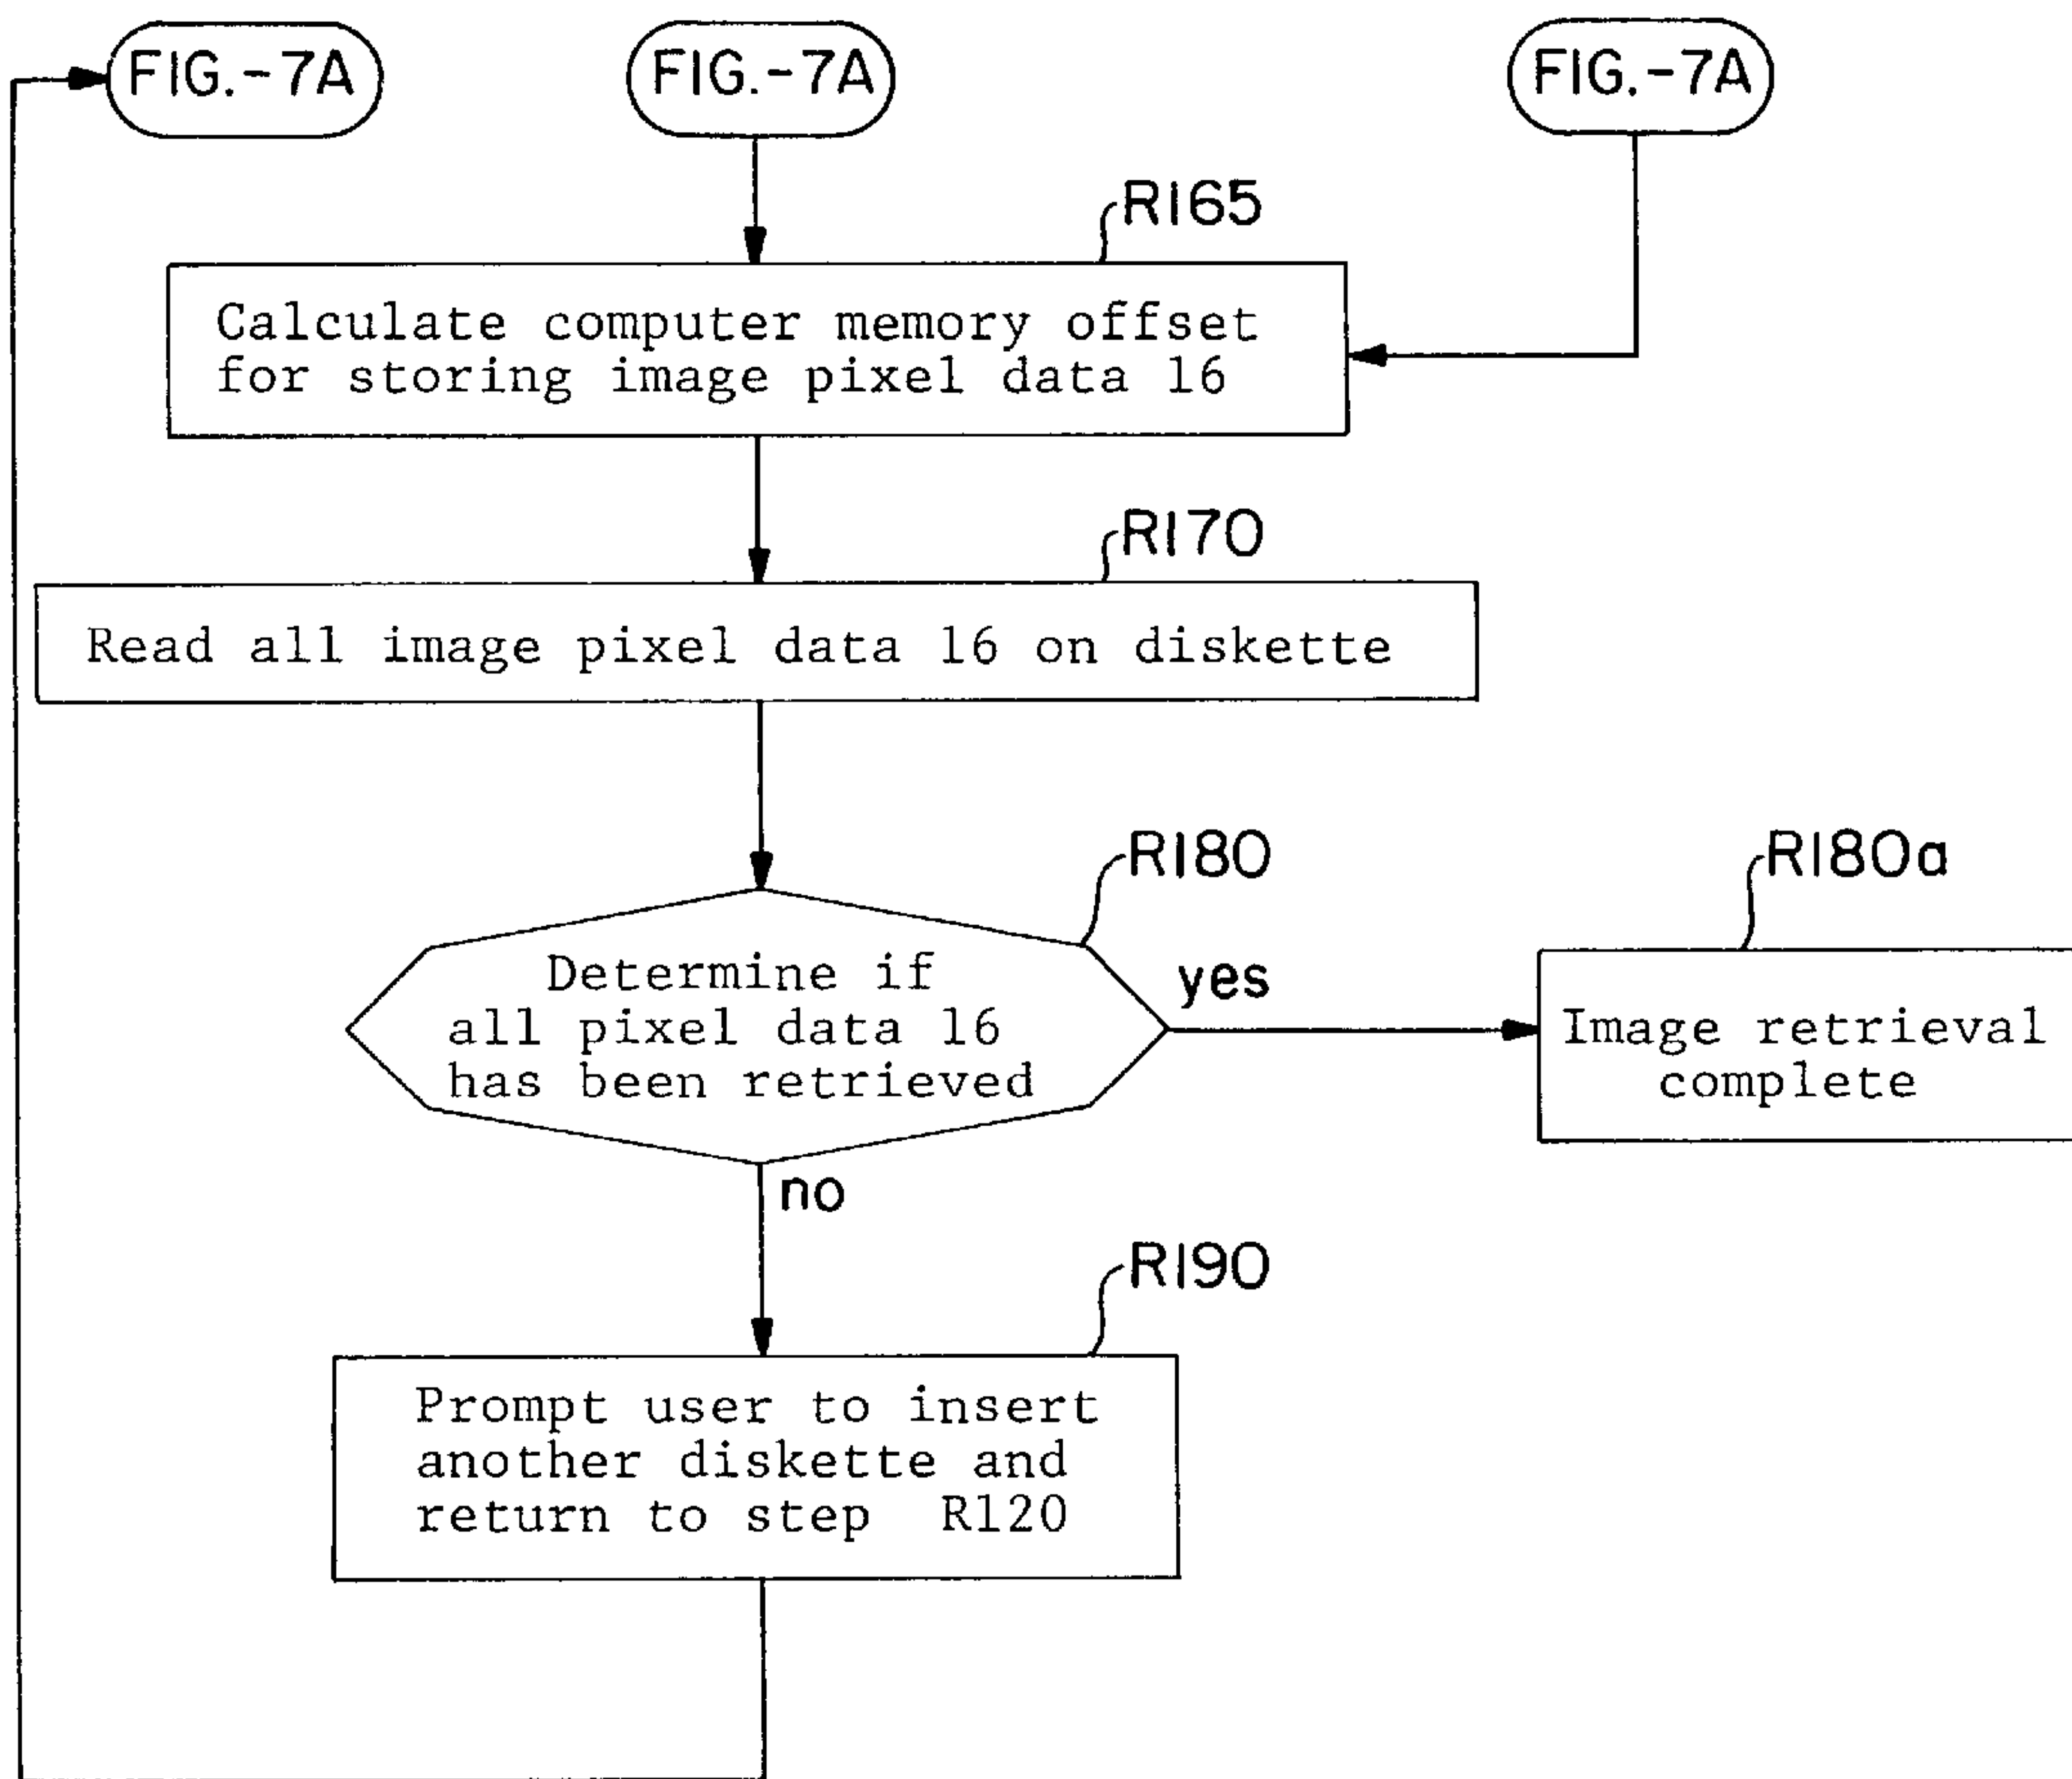 FIG.-7A
FIG.-7A
FIG.-7A
R165
Calculate computer memory offset
for storing image pixel data 16
R170
Read all image pixel data 16 on diskette
R180
R180a
Determine if
all pixel data 16
has been retrieved
yes
Image retrieval
complete
no
R190
Prompt user to insert
another diskette and
return to step R120